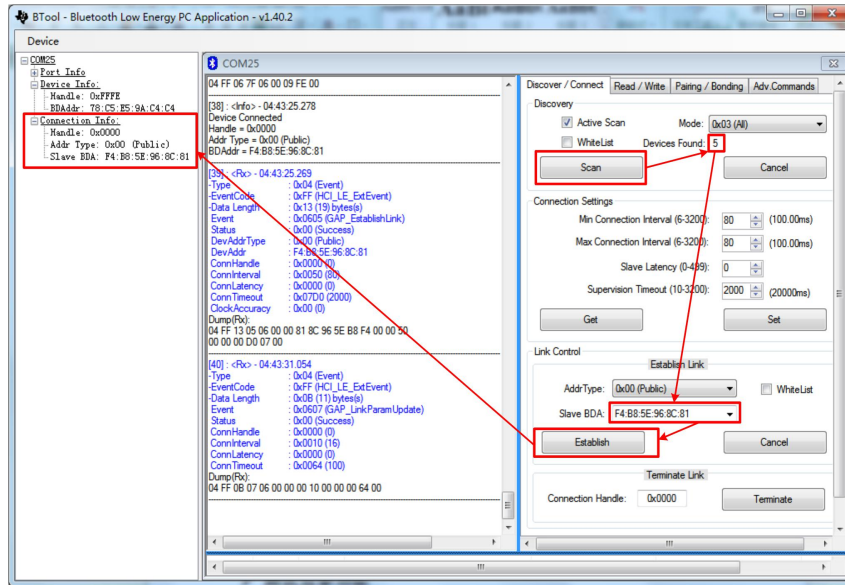 BTool - Bluetooth Low Energy PC Application - v1.40.2
Device
COM25
Port Info
Device Info:
Handle: 0xFFFE
BDAddr: 78:C5:E5:9A:C4:C4
Connection Info:
Handle: 0x0000
Addr Type: 0x00 (Public)
Slave BDA: F4:B8:5E:96:8C:81
COM25
04 FF 06 7F 06 00 09 FE 00
[38] : <Info> - 04:43:25.278
Device Connected
Handle = 0x0000
Addr Type = 0x00 (Public)
BDAddr = F4:B8:5E:96:8C:81
[39] : <Rx> - 04:43:25.269
-Type : 0x04 (Event)
-EventCode : 0xFF (HCI_LE_ExtEvent)
-Data Length : 0x13 (19) bytes(s)
Event : 0x0605 (GAP_EstablishLink)
Status : 0x00 (Success)
DevAddrType : 0x00 (Public)
DevAddr : F4:B8:5E:96:8C:81
ConnHandle : 0x0000 (0)
ConnInterval : 0x0050 (80)
ConnLatency : 0x0000 (0)
ConnTimeout : 0x07D0 (2000)
ClockAccuracy : 0x00 (0)
Dump(Rx):
04 FF 13 05 06 00 00 81 8C 96 5E B8 F4 00 00 50
00 00 00 D0 07 00
[40] : <Rx> - 04:43:31.054
-Type : 0x04 (Event)
-EventCode : 0xFF (HCI_LE_ExtEvent)
-Data Length : 0x0B (11) bytes(s)
Event : 0x0607 (GAP_LinkParamUpdate)
Status : 0x00 (Success)
ConnHandle : 0x0000 (0)
ConnInterval : 0x0010 (16)
ConnLatency : 0x0000 (0)
ConnTimeout : 0x0064 (100)
Dump(Rx):
04 FF 0B 07 06 00 00 00 10 00 00 00 64 00
Discover / Connect Read / Write Pairing / Bonding Adv.Commands
Discovery
Active Scan Mode: 0x03 (All)
WhiteList Devices Found: 5
Scan Cancel
Connection Settings
Min Connection Interval (6-3200): 80 (100.00ms)
Max Connection Interval (6-3200): 80 (100.00ms)
Slave Latency (0-499): 0
Supervision Timeout (10-3200): 2000 (20000ms)
Get Set
Link Control
Establish Link
AddrType: 0x00 (Public) WhiteList
Slave BDA: F4:B8:5E:96:8C:81
Establish Cancel
Terminate Link
Connection Handle: 0x0000 Terminate